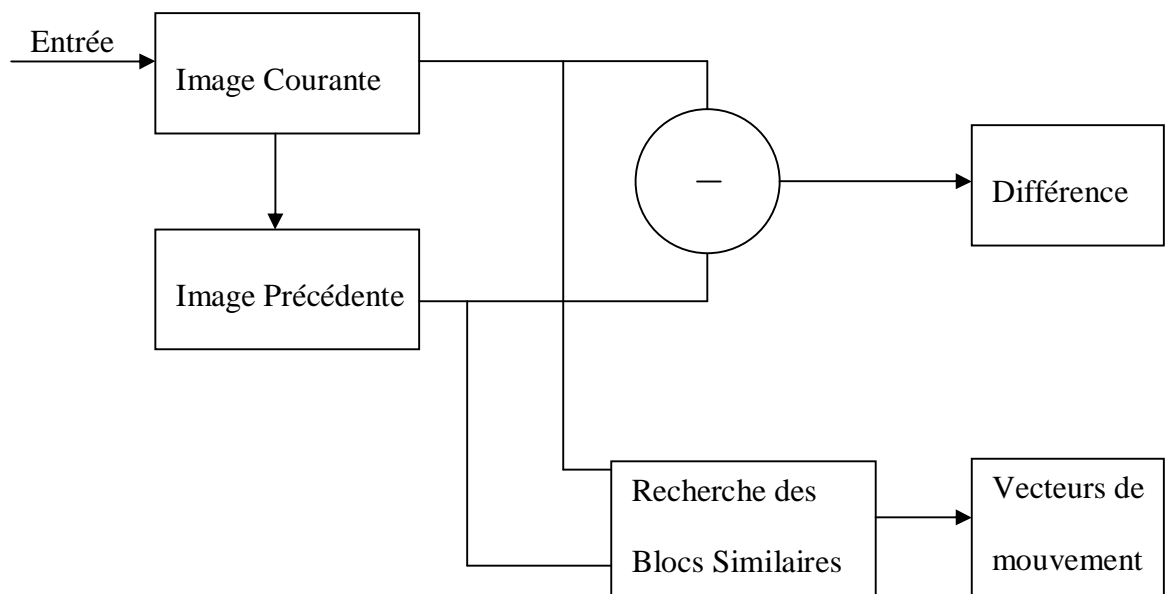 Entrée
Image Courante
–
Différence
Image Précédente
Recherche des
Blocs Similaires
Vecteurs de
mouvement